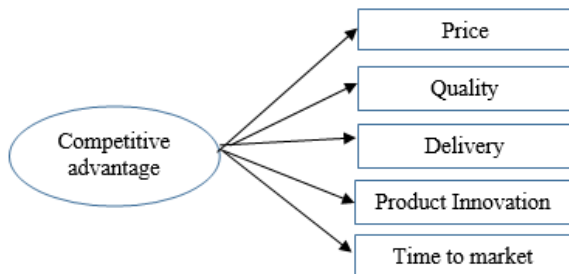 Price
Quality
Competitive
advantage
Delivery
Product Innovation
Time to market